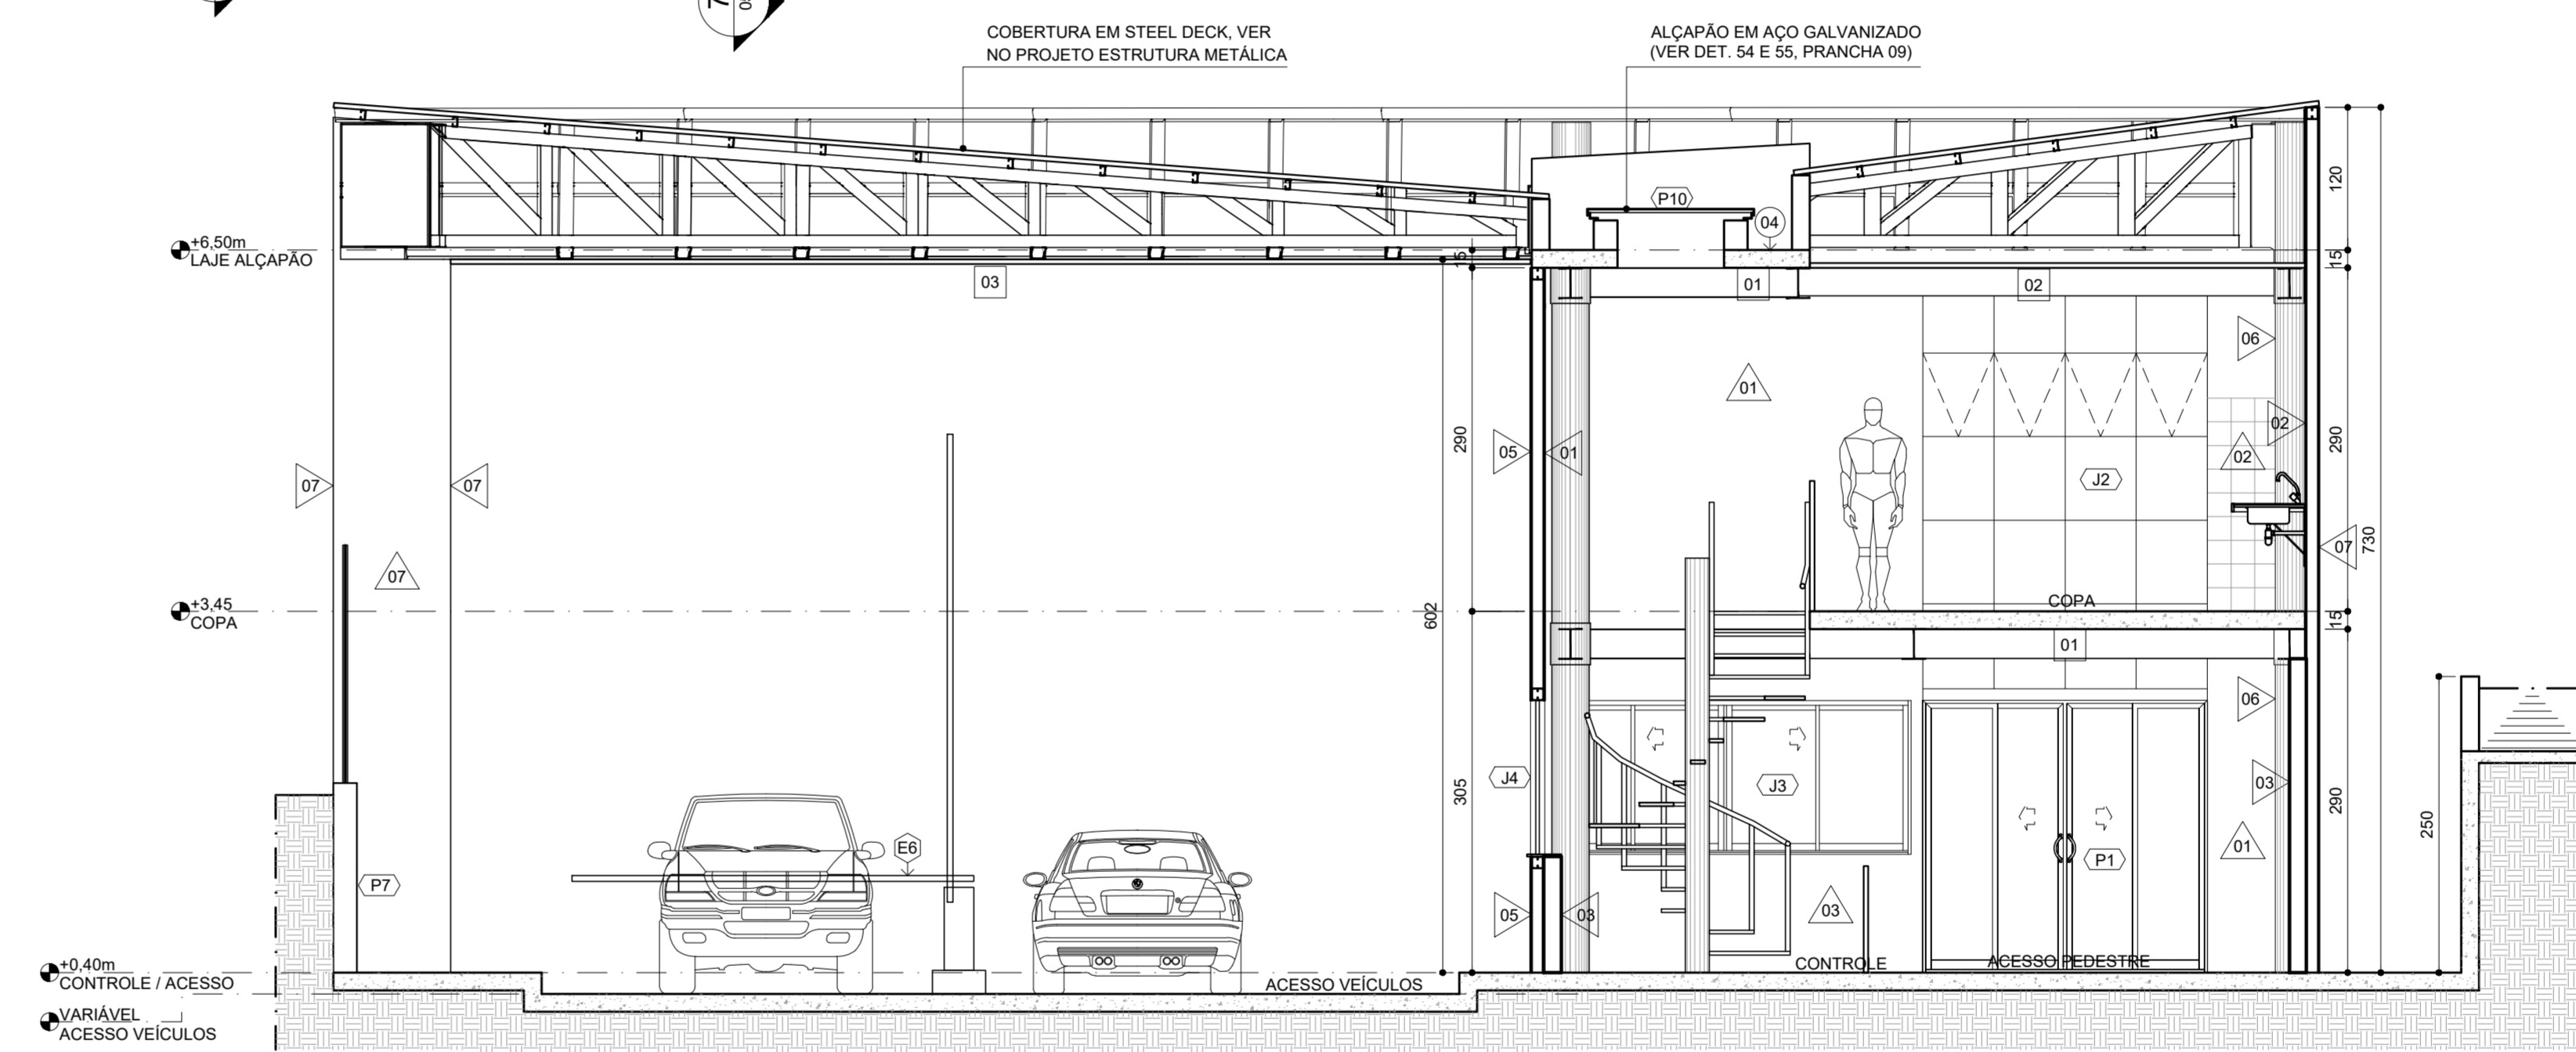 7
COBERTURA EM STEEL DECK, VER
NO PROJETO ESTRUTURA METÁLICA
ALÇAPÃO EM AÇO GALVANIZADO
(VER DET. 54 E 55, PRANCHA 09)
P10
04
120
+6,50m
LAJE ALÇAPÃO
15
15
03
01
02
06
01
02
05
01
290
290
02
J2
07
07
07
07
730
+3,45
COPA
602
COPA
15
01
06
J4
J3
03
305
290
250
E6
01
P1
P7
05
03
03
+0,40m
CONTROLE / ACESSO
CONTROLE
ACESSO PEDESTRE
ACESSO VEÍCULOS
VARIÁVEL
ACESSO VEÍCULOS